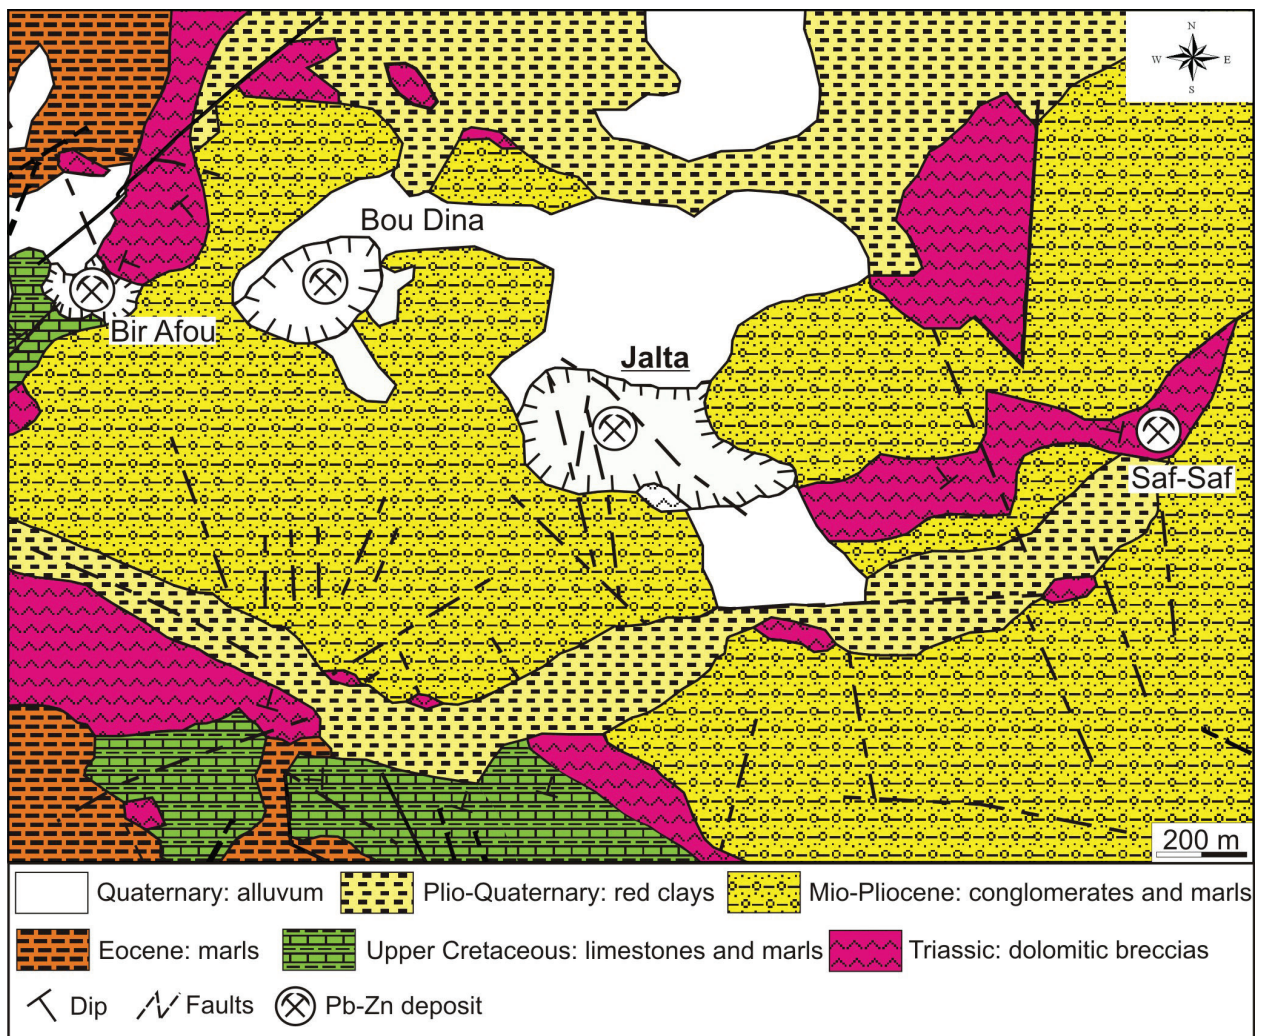 N
W E
S
Bou Dina
Bir Afou
Jalta
Saf-Saf
200 m
Quaternary: alluvum
Plio-Quaternary: red clays
Mio-Pliocene: conglomerates and marls
Eocene: marls
Upper Cretaceous: limestones and marls
Triassic: dolomitic breccias
Dip
Faults
Pb-Zn deposit